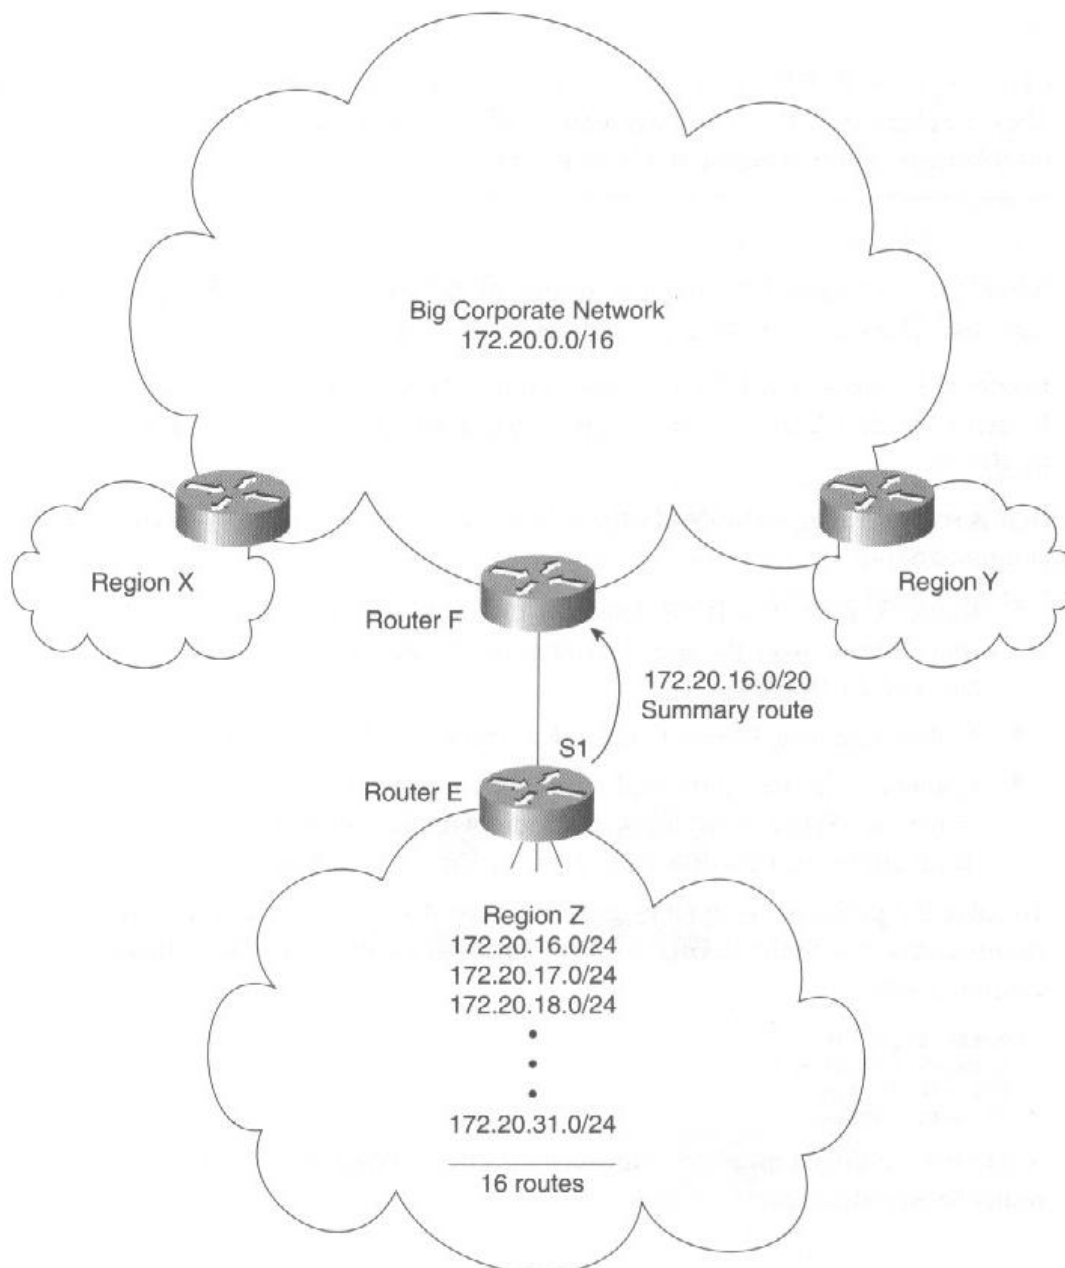 Big Corporate Network
172.20.0.0/16
Region X
Region Y
Router F
172.20.16.0/20
Summary route
S1
Router E
Region Z
172.20.16.0/24
172.20.17.0/24
172.20.18.0/24
•
•
•
172.20.31.0/24
16 routes